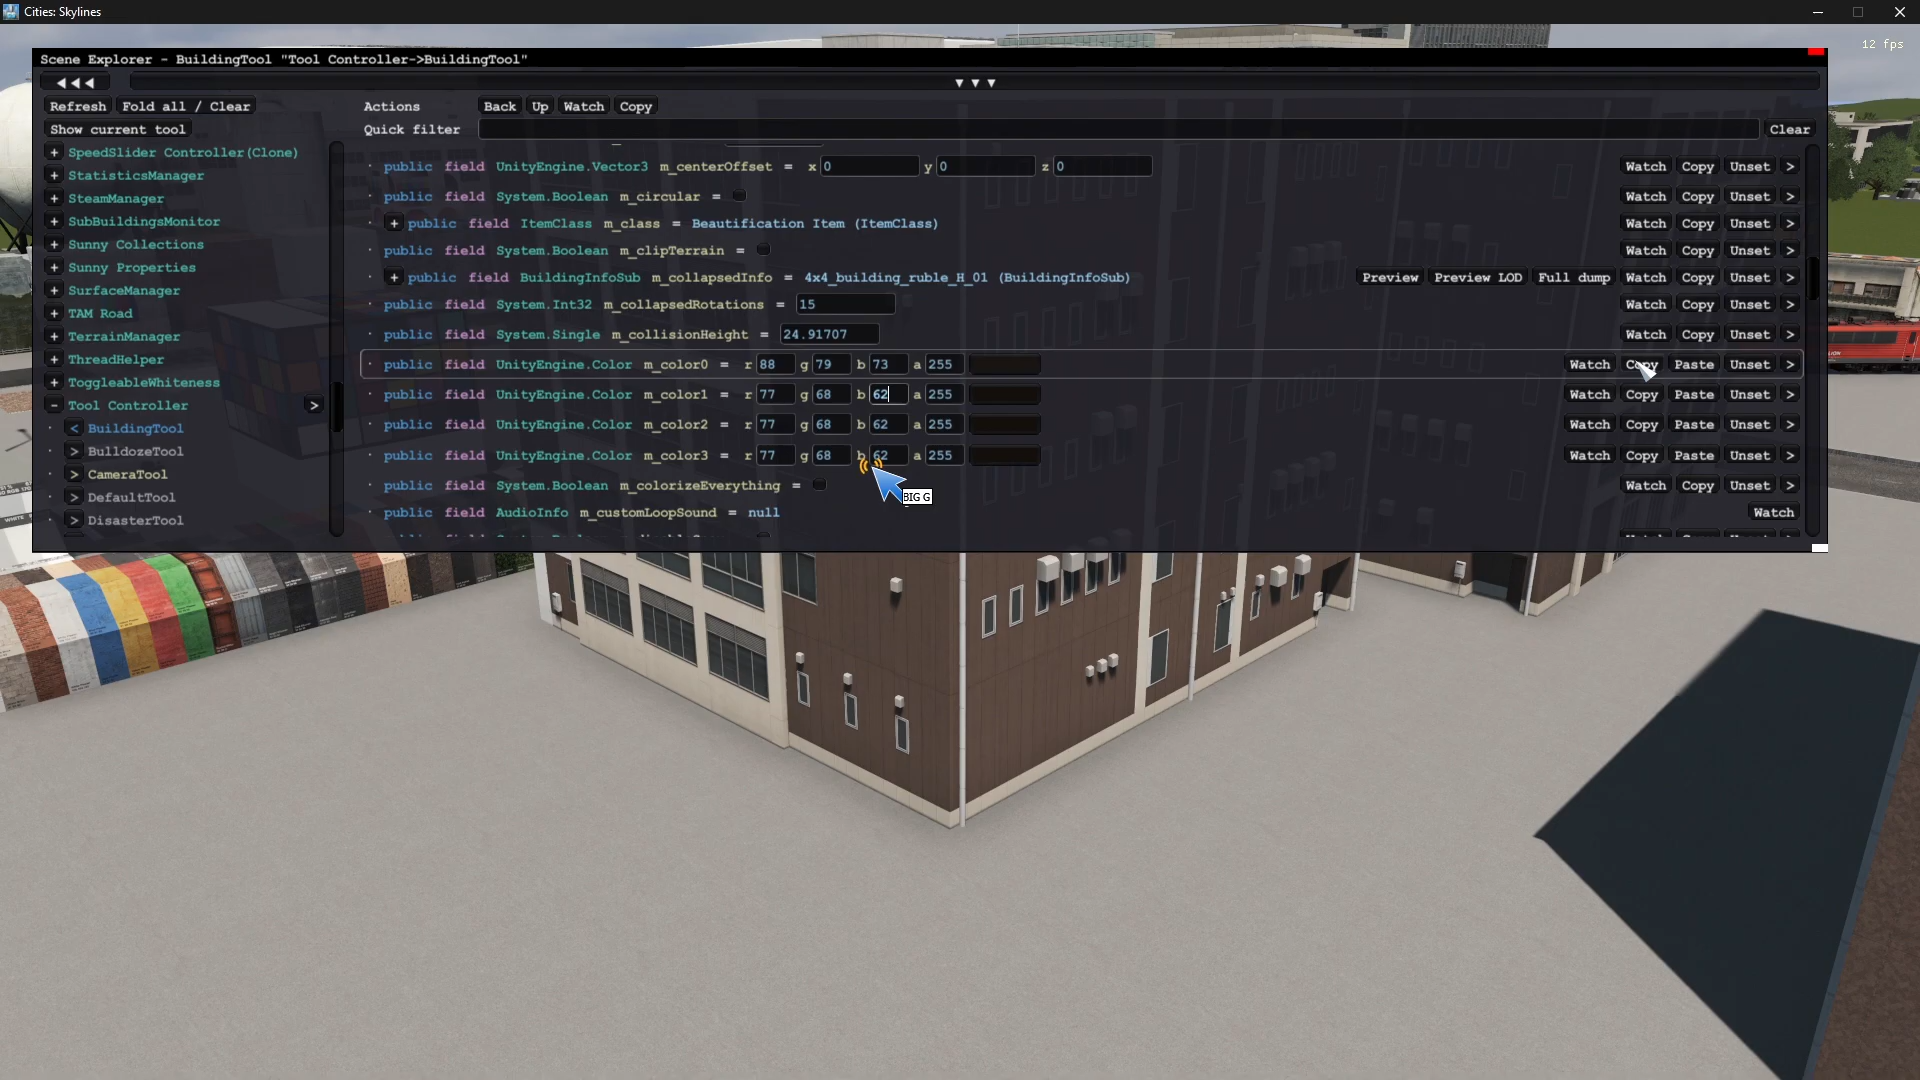 Cities: Skylines
12 fps
Scene Explorer - BuildingTool "Tool Controller->BuildingTool"
◀◀◀ ▼ ▼ ▼
Refresh Fold all / Clear Actions Back Up Watch Copy
Show current tool Quick filter Clear
+ SpeedSlider Controller(Clone)
+ StatisticsManager
+ SteamManager
+ SubBuildingsMonitor
+ Sunny Collections
+ Sunny Properties
+ SurfaceManager
+ TAM Road
+ TerrainManager
+ ThreadHelper
+ ToggleableWhiteness
- Tool Controller >
< BuildingTool
> BulldozeTool
> CameraTool
> DefaultTool
> DisasterTool
public field UnityEngine.Vector3 m_centerOffset = x 0 y 0 z 0 Watch Copy Unset >
public field System.Boolean m_circular = Watch Copy Unset >
+ public field ItemClass m_class = Beautification Item (ItemClass) Watch Copy Unset >
public field System.Boolean m_clipTerrain = Watch Copy Unset >
+ public field BuildingInfoSub m_collapsedInfo = 4x4_building_ruble_H_01 (BuildingInfoSub) Preview Preview LOD Full dump Watch Copy Unset >
public field System.Int32 m_collapsedRotations = 15 Watch Copy Unset >
public field System.Single m_collisionHeight = 24.91707 Watch Copy Unset >
public field UnityEngine.Color m_color0 = r 88 g 79 b 73 a 255 Watch Copy Paste Unset >
public field UnityEngine.Color m_color1 = r 77 g 68 b 62 a 255 Watch Copy Paste Unset >
public field UnityEngine.Color m_color2 = r 77 g 68 b 62 a 255 Watch Copy Paste Unset >
public field UnityEngine.Color m_color3 = r 77 g 68 b 62 a 255 Watch Copy Paste Unset >
public field System.Boolean m_colorizeEverything = Watch Copy Unset >
BIG G
public field AudioInfo m_customLoopSound = null Watch